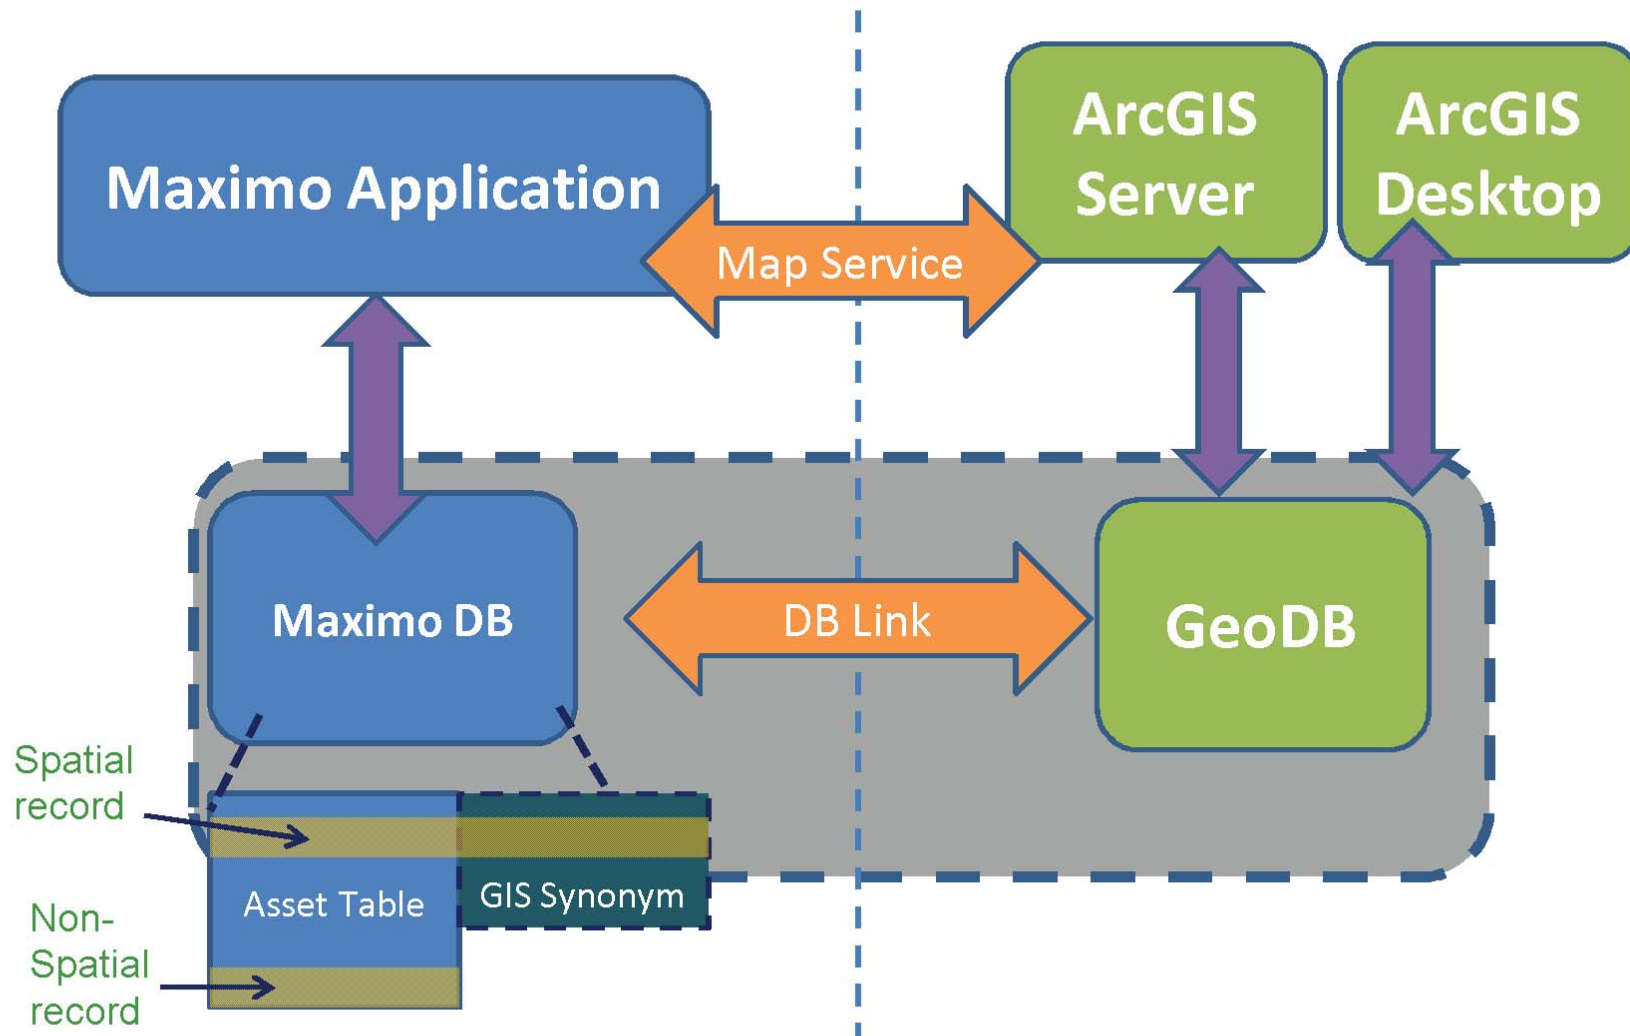 Maximo Application
ArcGIS
Server
ArcGIS
Desktop
Map Service
Maximo DB
DB Link
GeoDB
Spatial
record
Asset Table
GIS Synonym
Non-
Spatial
record